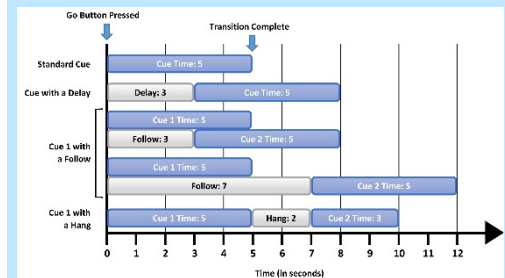 Go Button Pressed
Transition Complete
Standard Cue
Cue Time: 5
Cue with a Delay
Delay: 3
Cue Time: 5
Cue 1 with
a Follow
Cue 1 Time: 5
Follow: 3
Cue 2 Time: 5
Cue 1 Time: 5
Follow: 7
Cue 2 Time: 5
Cue 1 with
a Hang
Cue 1 Time: 5
Hang: 2
Cue 2 Time: 3
0 1 2 3 4 5 6 7 8 9 10 11 12
Time (in seconds)